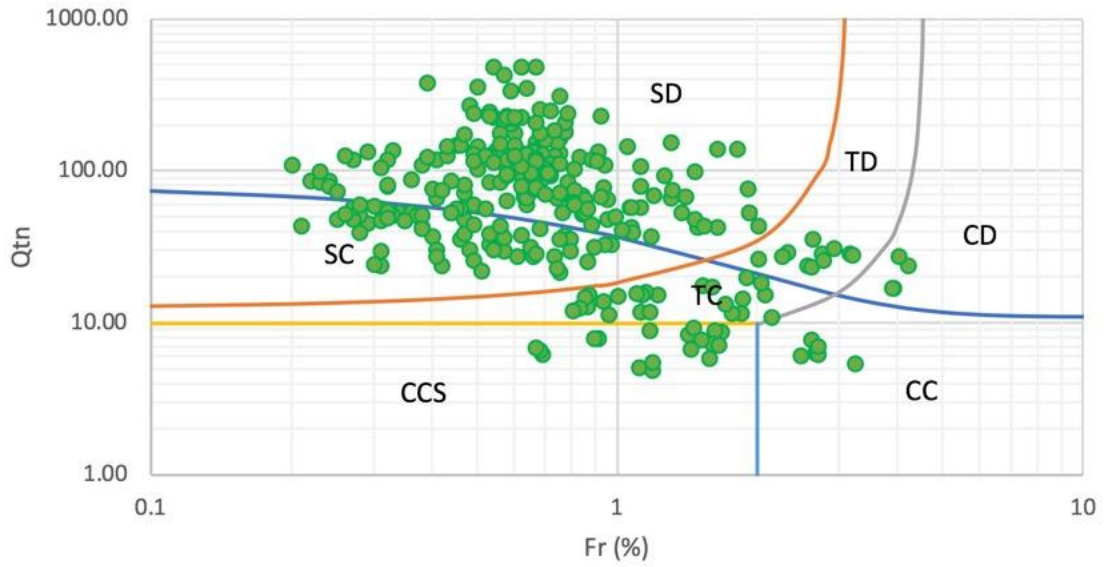 1000.00
SD
TD
100.00
CD
Qtn
SC
TC
10.00
CCS
CC
1.00
0.1 1 10
Fr (%)